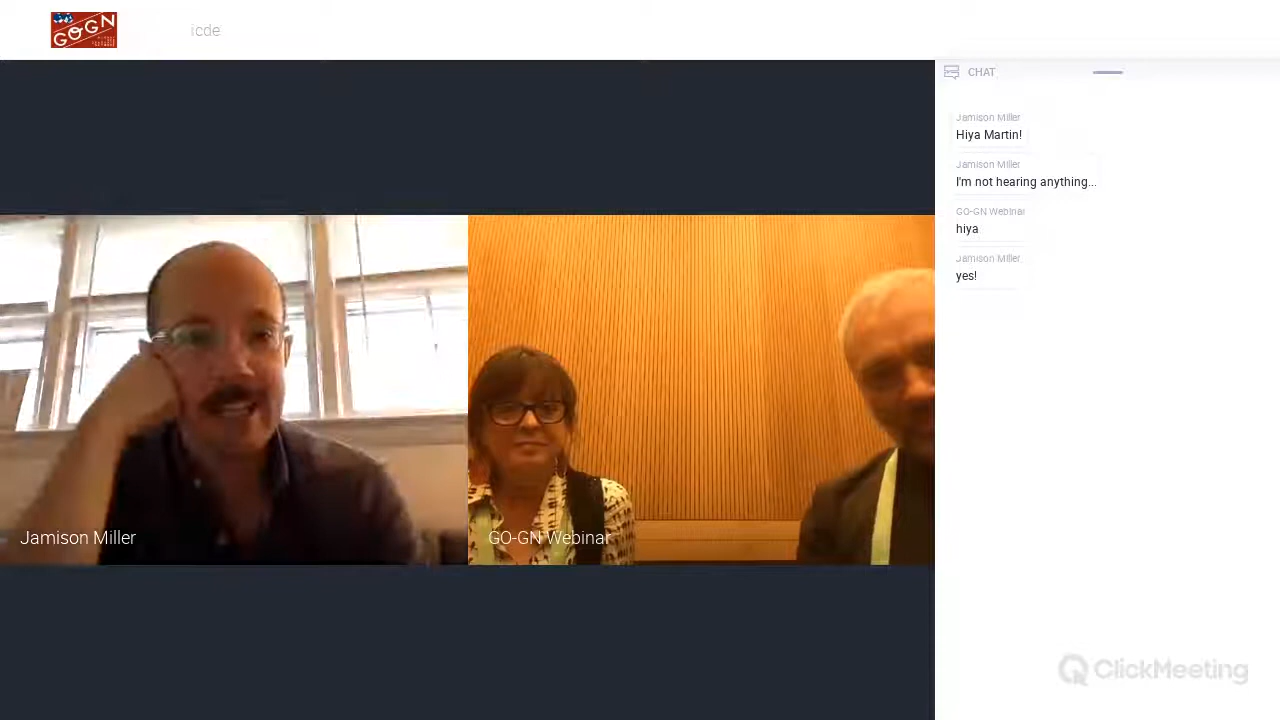 GO-GN
icde
CHAT
Jamison Miller
Hiya Martin!
Jamison Miller
I'm not hearing anything...
GO-GN Webinar
hiya
Jamison Miller
yes!
Jamison Miller
GO-GN Webinar
ClickMeeting